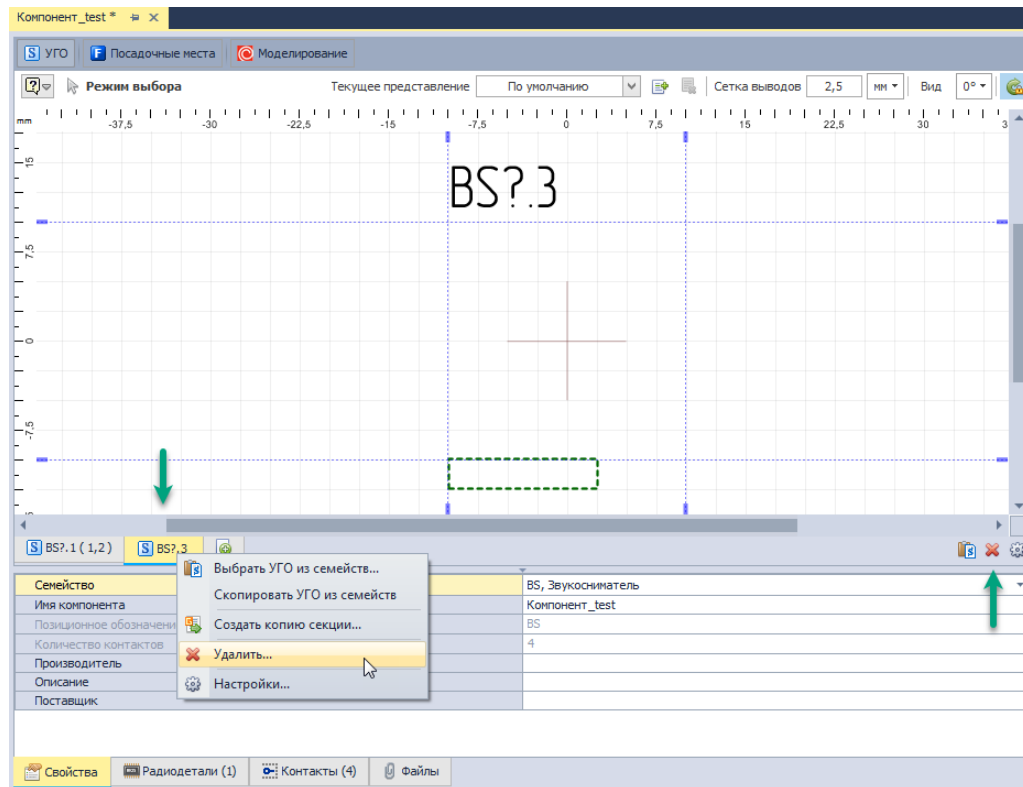 Компонент_test *
УГО Посадочные места Моделирование
Режим выбора Текущее представление По умолчанию Сетка выводов 2,5 мм Вид 0°
mm -37,5 -30 -22,5 -15 -7,5 0 7,5 15 22,5 30 3
15
BS?.3
7,5
0
-7,5
BS?.1 ( 1,2 ) BS?.3
Выбрать УГО из семейств...
Скопировать УГО из семейств
Создать копию секции...
Удалить...
Настройки...
Семейство BS, Звукосниматель
Имя компонента Компонент_test
Позиционное обозначени BS
Количество контактов 4
Производитель
Описание
Поставщик
Свойства Радиодетали (1) Контакты (4) Файлы